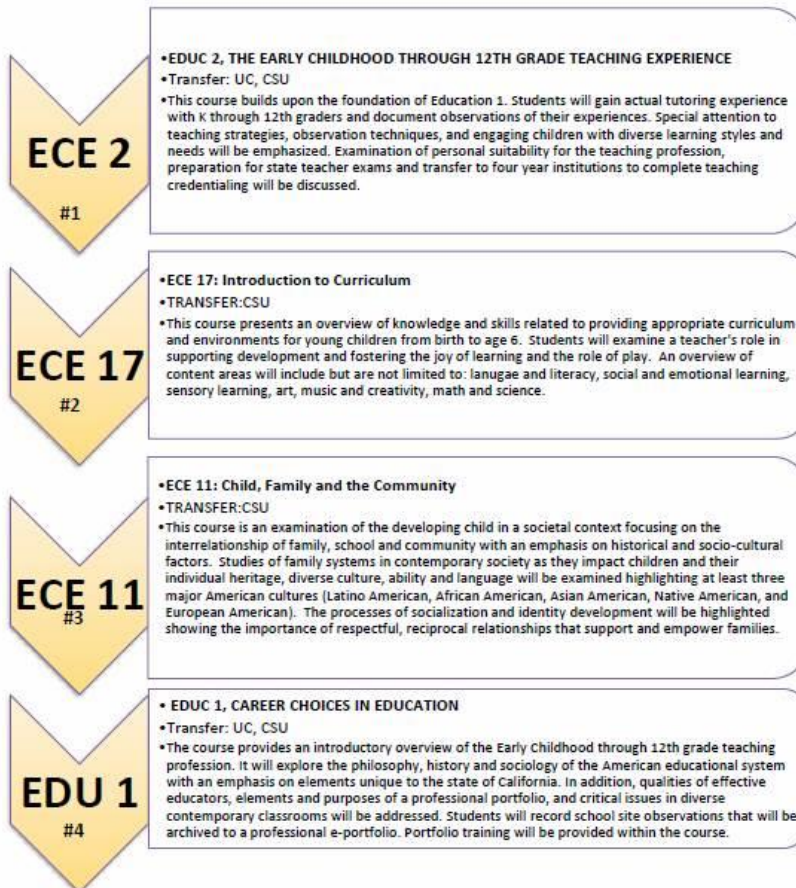 ECE 2
#1
•EDUC 2, THE EARLY CHILDHOOD THROUGH 12TH GRADE TEACHING EXPERIENCE
•Transfer: UC, CSU
•This course builds upon the foundation of Education 1. Students will gain actual tutoring experience
with K through 12th graders and document observations of their experiences. Special attention to
teaching strategies, observation techniques, and engaging children with diverse learning styles and
needs will be emphasized. Examination of personal suitability for the teaching profession,
preparation for state teacher exams and transfer to four year institutions to complete teaching
credentialing will be discussed.
ECE 17
#2
•ECE 17: Introduction to Curriculum
•TRANSFER:CSU
•This course presents an overview of knowledge and skills related to providing appropriate curriculum
and environments for young children from birth to age 6. Students will examine a teacher's role in
supporting development and fostering the joy of learning and the role of play. An overview of
content areas will include but are not limited to: lanugae and literacy, social and emotional learning,
sensory learning, art, music and creativity, math and science.
ECE 11
#3
•ECE 11: Child, Family and the Community
•TRANSFER:CSU
•This course is an examination of the developing child in a societal context focusing on the
interrelationship of family, school and community with an emphasis on historical and socio-cultural
factors. Studies of family systems in contemporary society as they impact children and their
individual heritage, diverse culture, ability and language will be examined highlighting at least three
major American cultures (Latino American, African American, Asian American, Native American, and
European American). The processes of socialization and identity development will be highlighted
showing the importance of respectful, reciprocal relationships that support and empower families.
EDU 1
#4
• EDUC 1, CAREER CHOICES IN EDUCATION
•Transfer: UC, CSU
•The course provides an introductory overview of the Early Childhood through 12th grade teaching
profession. It will explore the philosophy, history and sociology of the American educational system
with an emphasis on elements unique to the state of California. In addition, qualities of effective
educators, elements and purposes of a professional portfolio, and critical issues in diverse
contemporary classrooms will be addressed. Students will record school site observations that will be
archived to a professional e-portfolio. Portfolio training will be provided within the course.